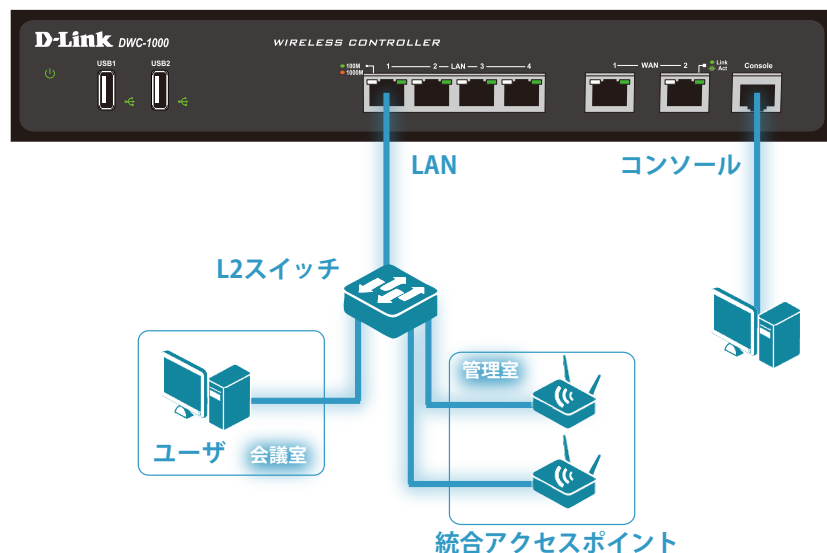 D-Link DWC-1000
WIRELESS CONTROLLER
USB1 USB2
100M
1000M
1 2 LAN 3 4
1 WAN 2
Link
Act
Console
LAN
コンソール
L2スイッチ
管理室
ユーザ
会議室
統合アクセスポイント